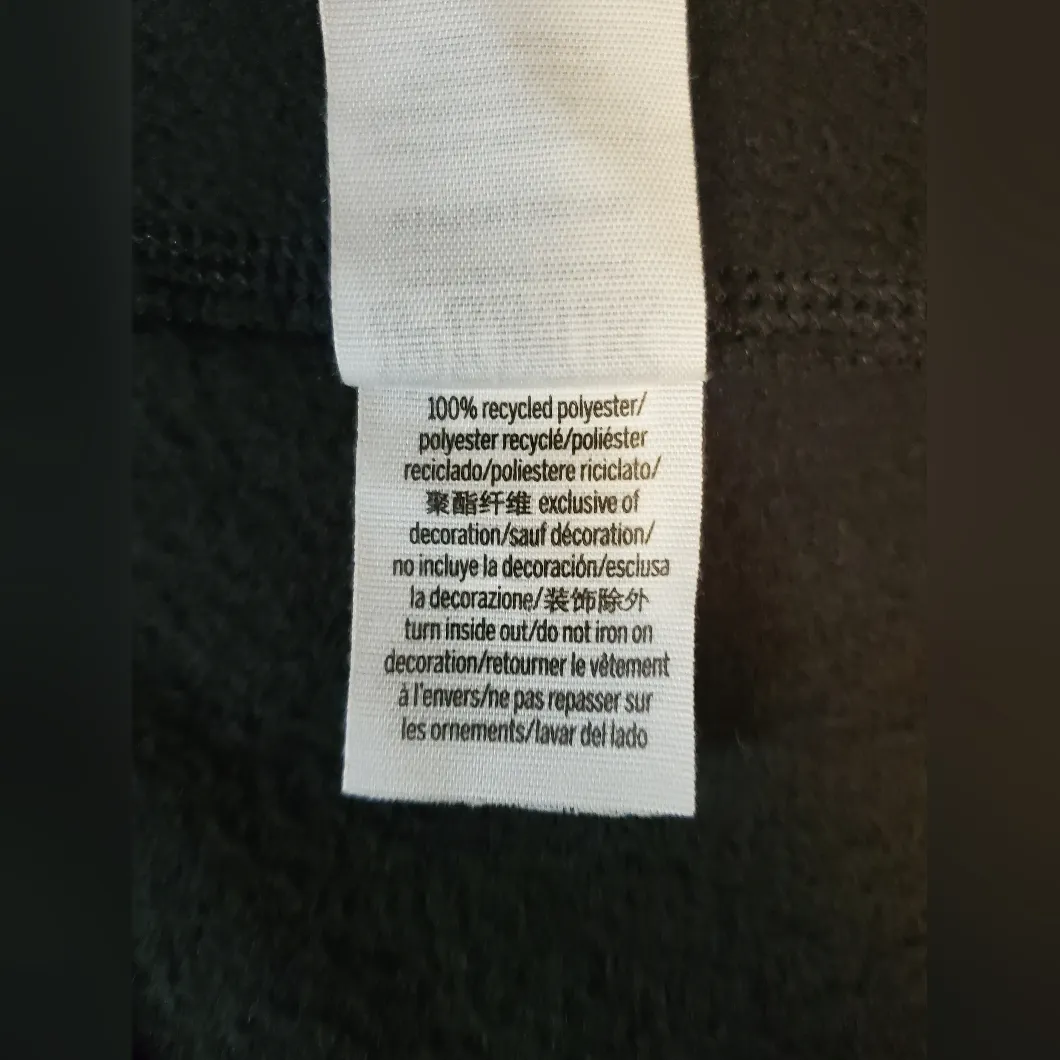 100% recycled polyester/
polyester recyclé/poliéster
reciclado/poliestere riciclato/
聚酯纤维 exclusive of
decoration/sauf décoration/
no incluye la decoración/esclusa
la decorazione/装饰除外
turn inside out/do not iron on
decoration/retourner le vêtement
à l'envers/ne pas repasser sur
les ornements/lavar del lado